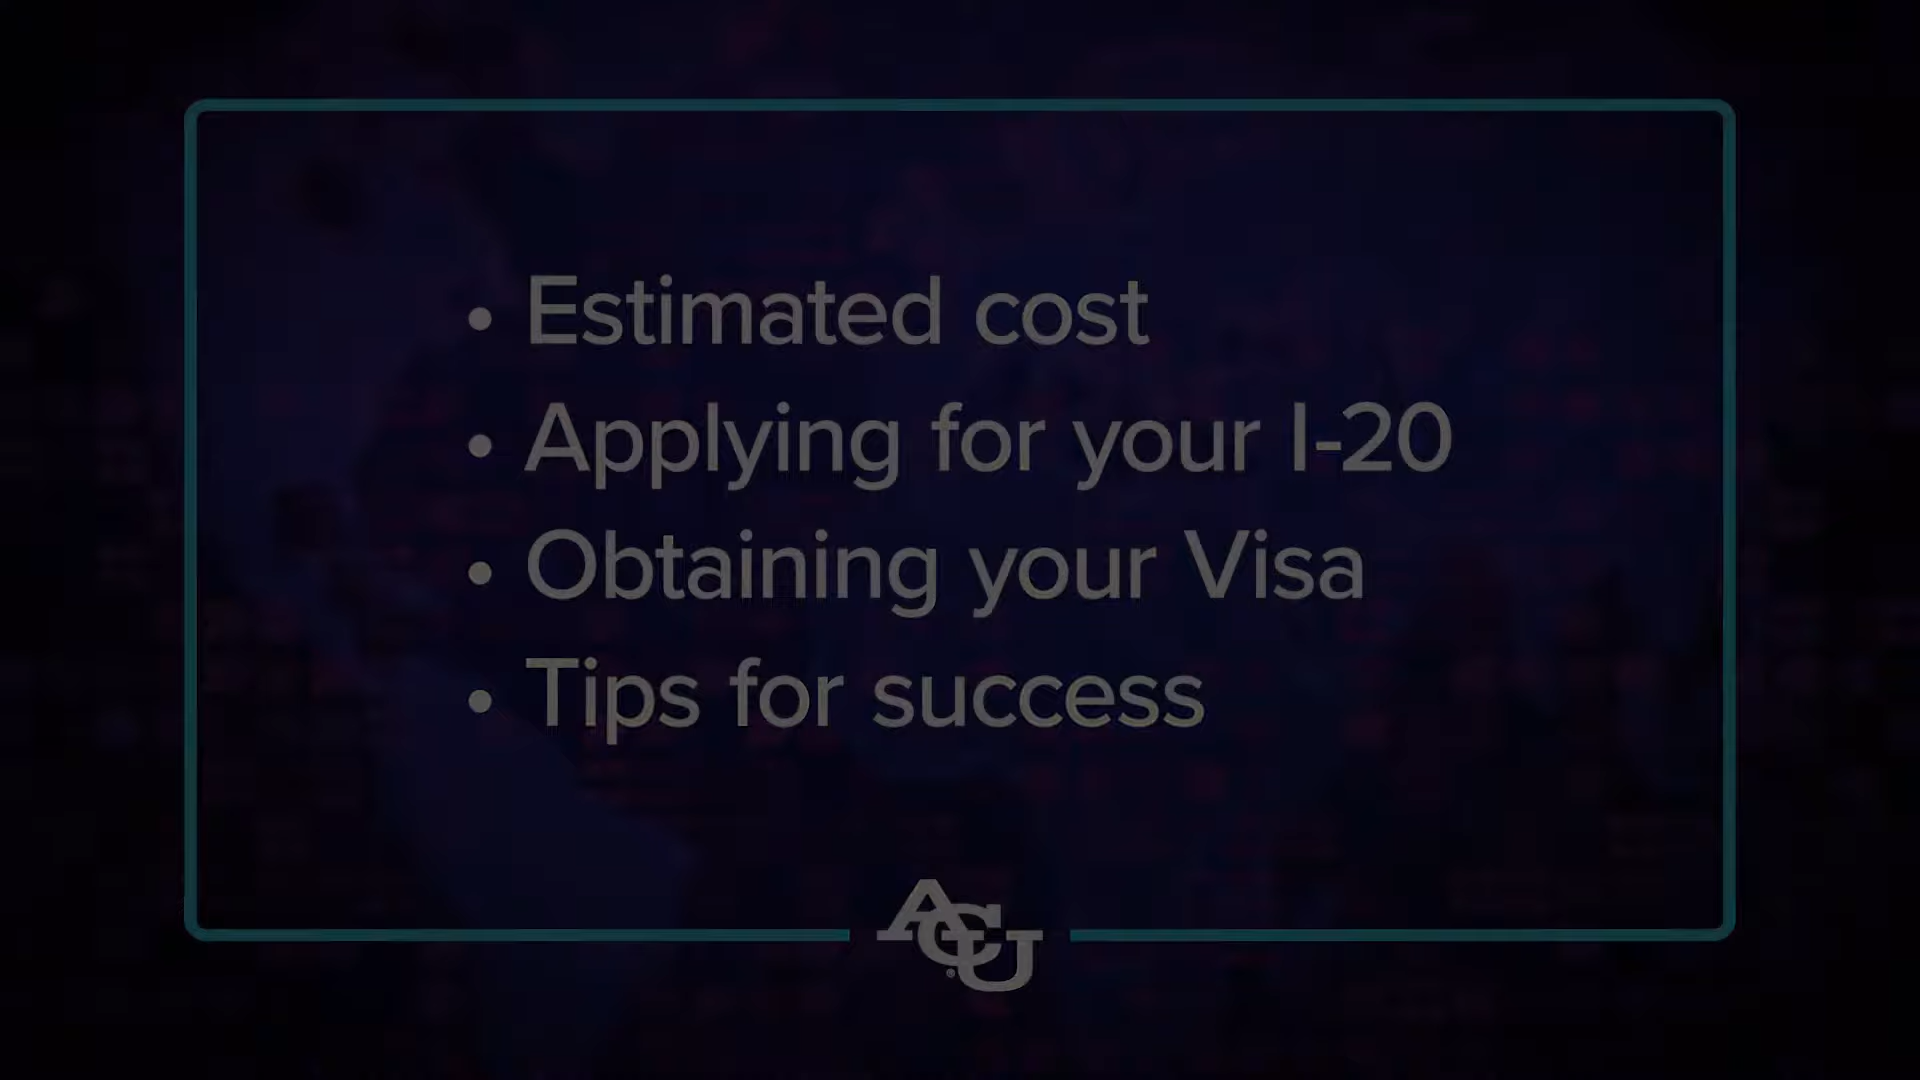 • Estimated cost
• Applying for your I-20
• Obtaining your Visa
• Tips for success
ACU®